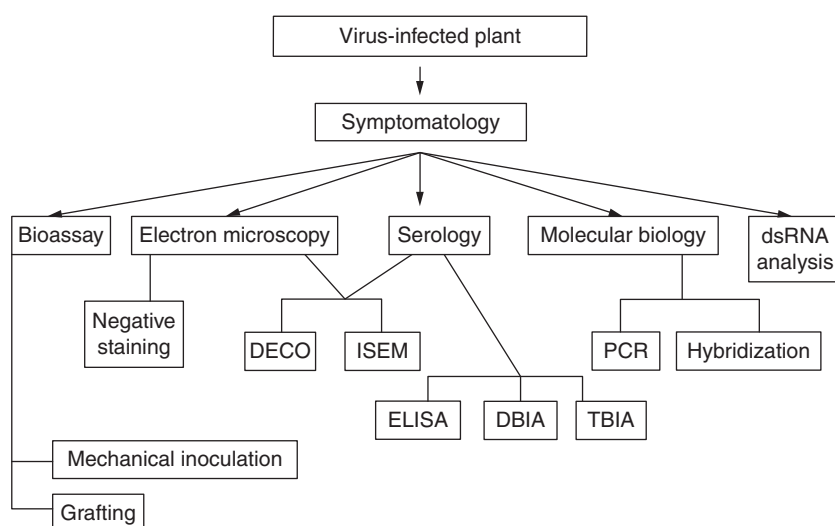 Virus-infected plant
Symptomatology
Bioassay
Electron microscopy
Serology
Molecular biology
dsRNA
analysis
Negative
staining
DECO
ISEM
PCR
Hybridization
ELISA
DBIA
TBIA
Mechanical inoculation
Grafting